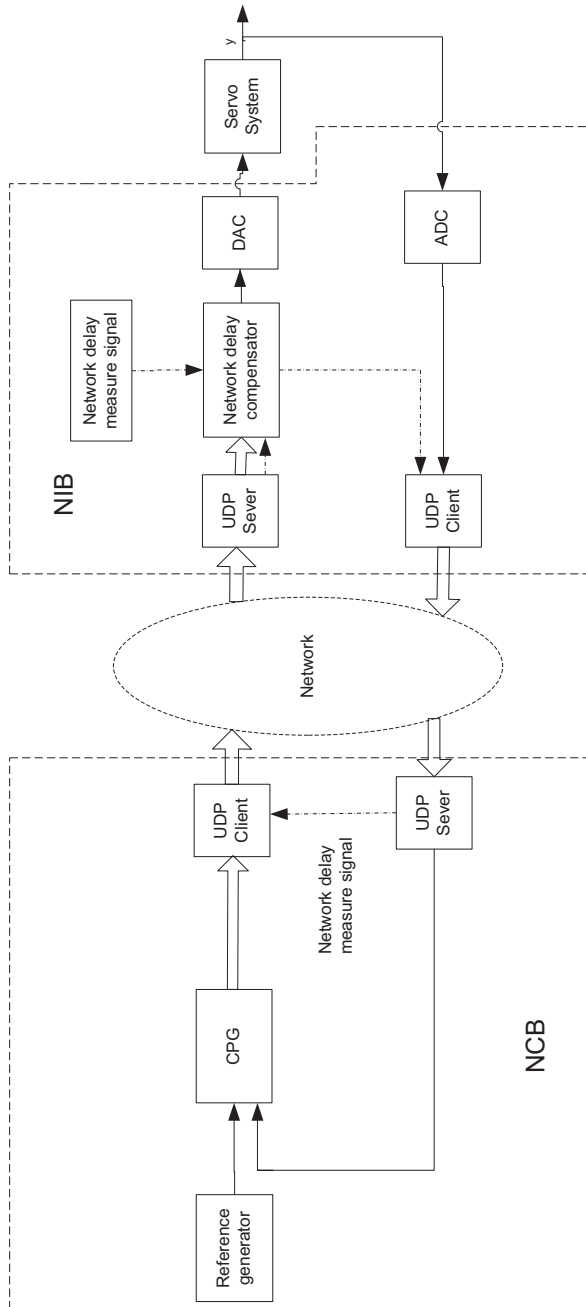 Reference
generator
CPG
UDP
Client
Network
UDP
Sever
Network delay
compensator
DAC
Servo
System
y
Network delay
measure signal
NIB
ADC
UDP
Client
UDP
Sever
Network delay
measure signal
NCB